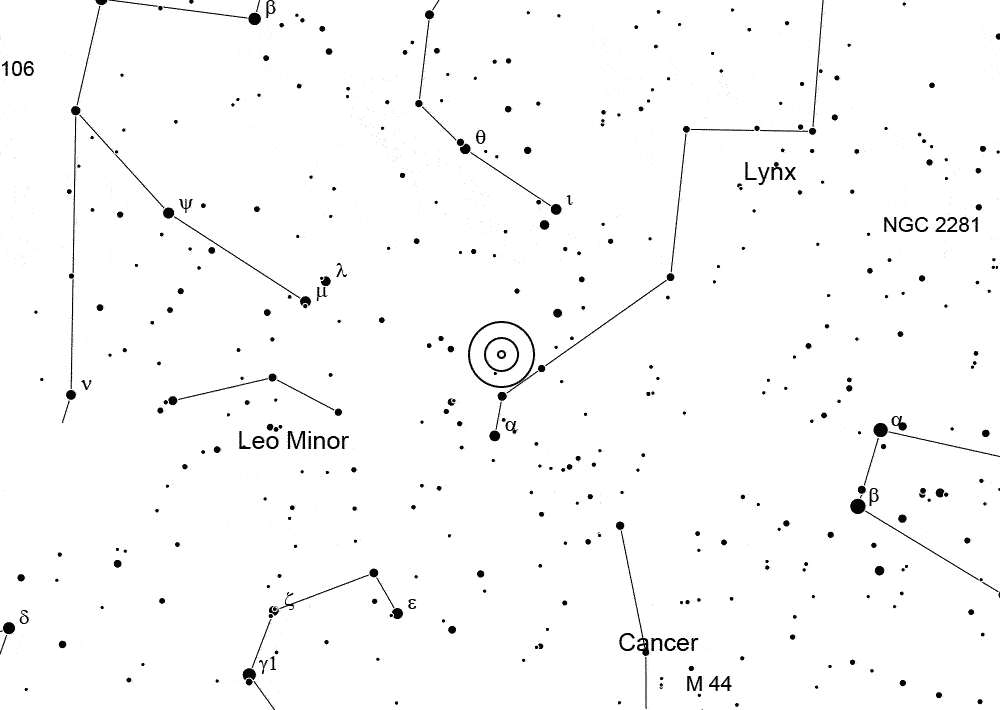 β
106
θ
Lynx
ψ
ι
NGC 2281
λ
μ
ν
α
α
Leo Minor
β
ζ
ε
δ
Cancer
γ1
M 44